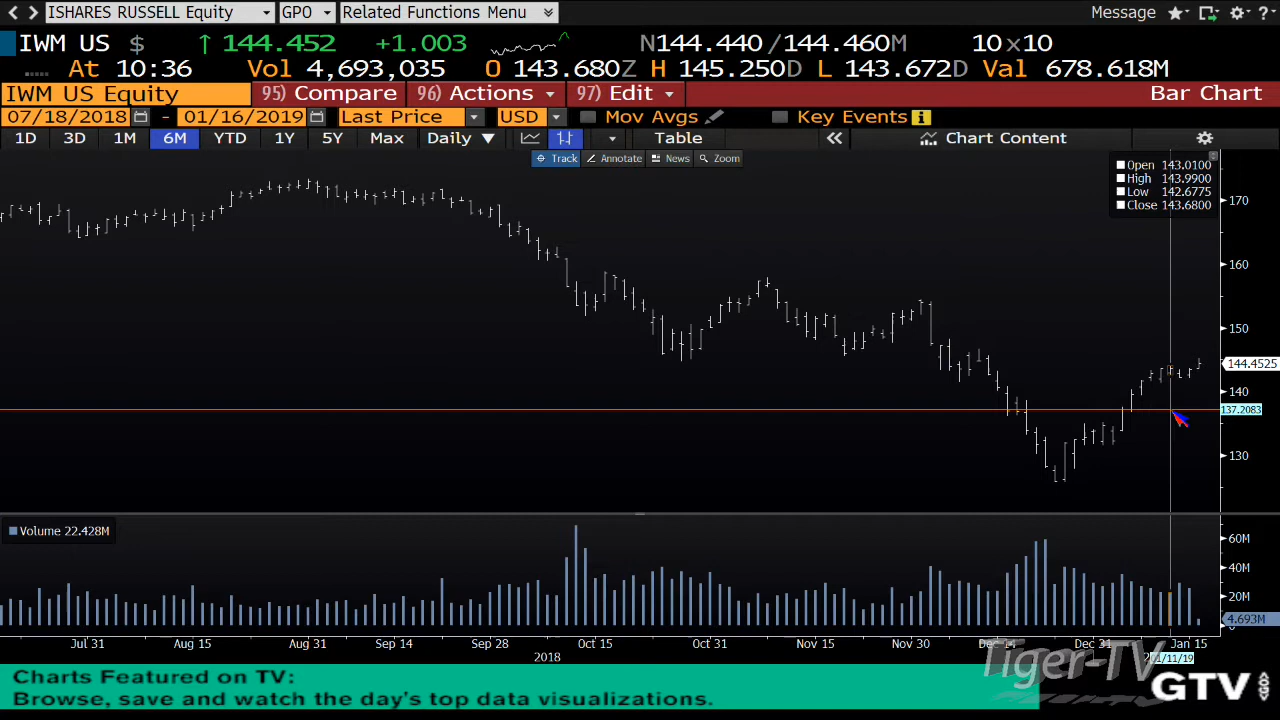 ISHARES RUSSELL Equity GPO Related Functions Menu Message ?
IWM US $ ↑ 144.452 +1.003 N144.440/144.460M 10x10
At 10:36 Vol 4,693,035 O 143.680Z H 145.250D L 143.672D Val 678.618M
IWM US Equity 95) Compare 96) Actions 97) Edit Bar Chart
07/18/2018 - 01/16/2019 Last Price USD Mov Avgs Key Events i
1D 3D 1M 6M YTD 1Y 5Y Max Daily ▼ Table « Chart Content
Track Annotate News Zoom
Open 143.0100
High 143.9900
Low 142.6775
Close 143.6800
170
160
150
144.4525
140
137.2083
130
Volume 22.428M
60M
40M
20M
4.693M
0
Jul 31 Aug 15 Aug 31 Sep 14 Sep 28 Oct 15 Oct 31 Nov 15 Nov 30 Dec 14 Dec 31 Jan 15
2018
Tiger-TV
Charts Featured on TV:
Browse, save and watch the day's top data visualizations.
GTV